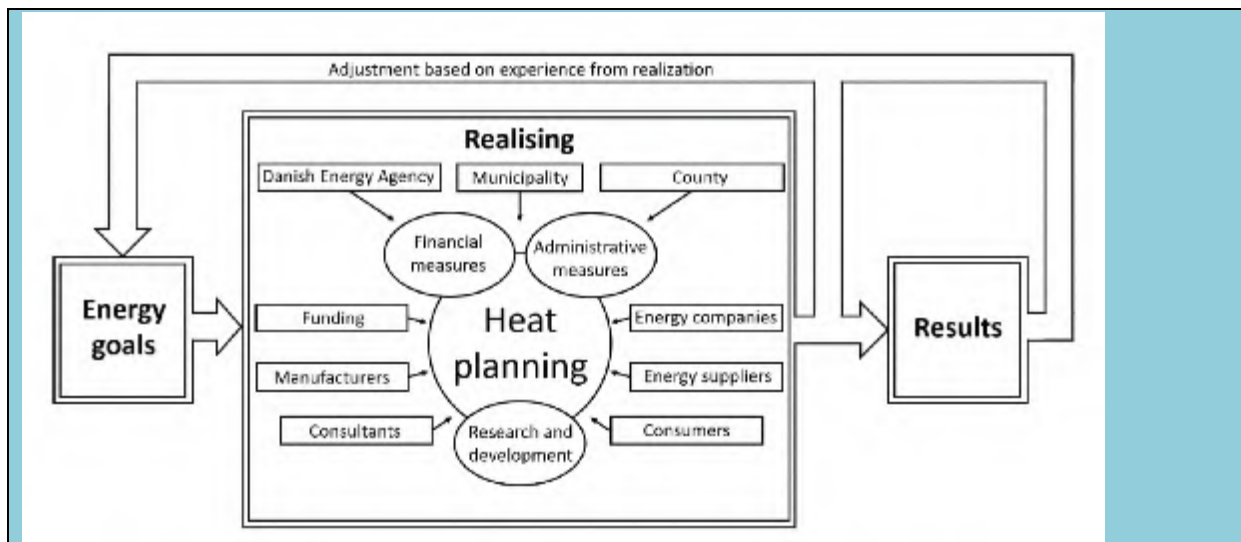 Adjustment based on experience from realization
Realising
Danish Energy Agency
Municipality
County
Financial
measures
Administrative
measures
Energy
goals
Funding
Manufacturers
Consultants
Heat
planning
Energy companies
Energy suppliers
Consumers
Research and
development
Results